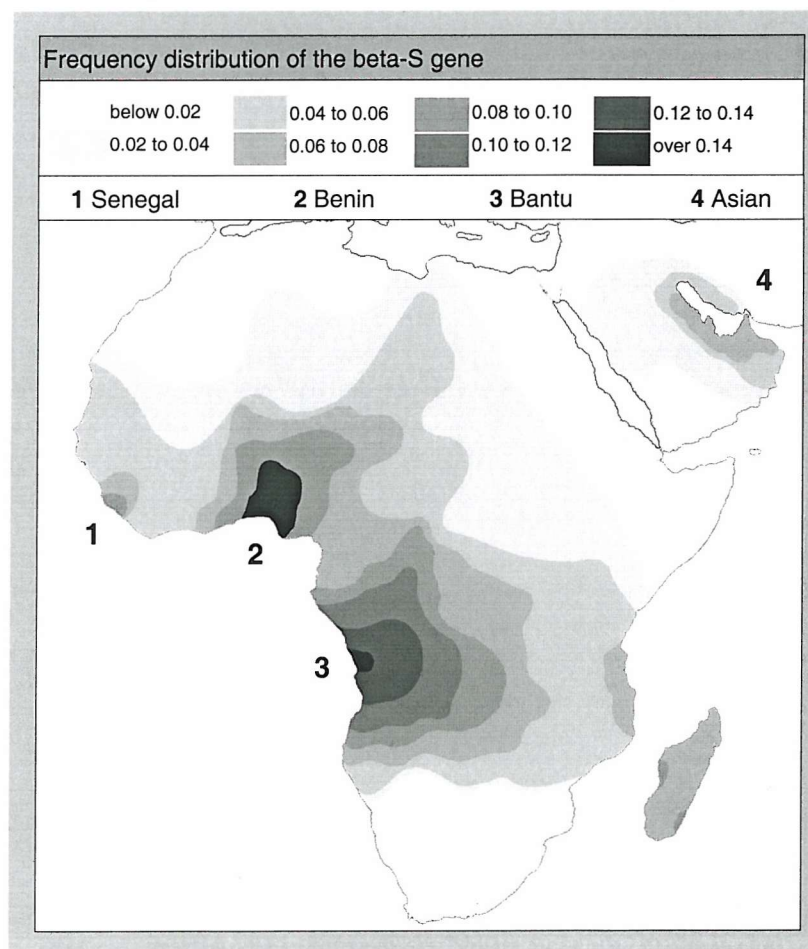 Frequency distribution of the beta-S gene
below 0.02 0.04 to 0.06 0.08 to 0.10 0.12 to 0.14
0.02 to 0.04 0.06 to 0.08 0.10 to 0.12 over 0.14
1 Senegal 2 Benin 3 Bantu 4 Asian
4
1
2
3